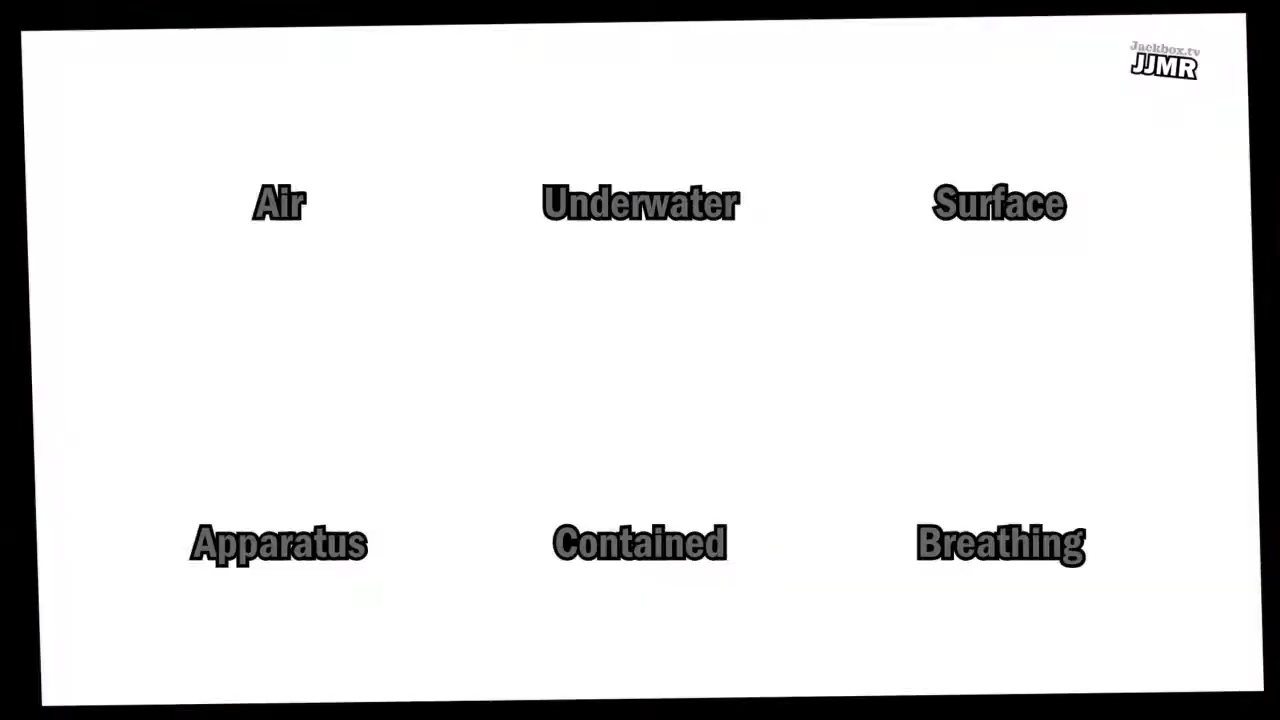 Jackbox.tv
JJMR
Air Underwater Surface
Apparatus Contained Breathing